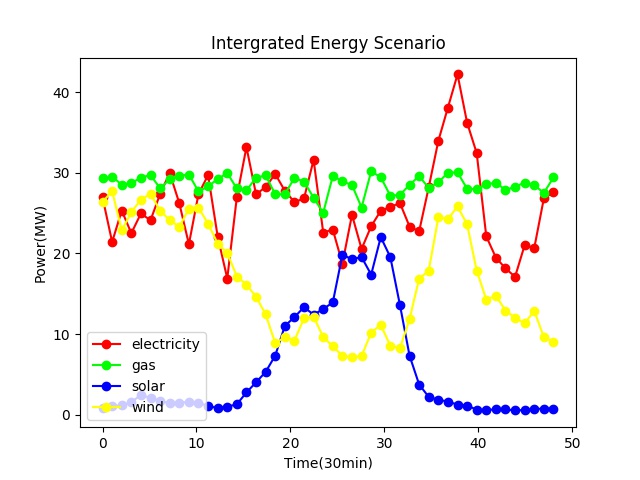 Intergrated Energy Scenario
Power(MW)
40
30
20
10
0
electricity
gas
solar
wind
0 10 20 30 40 50
Time(30min)